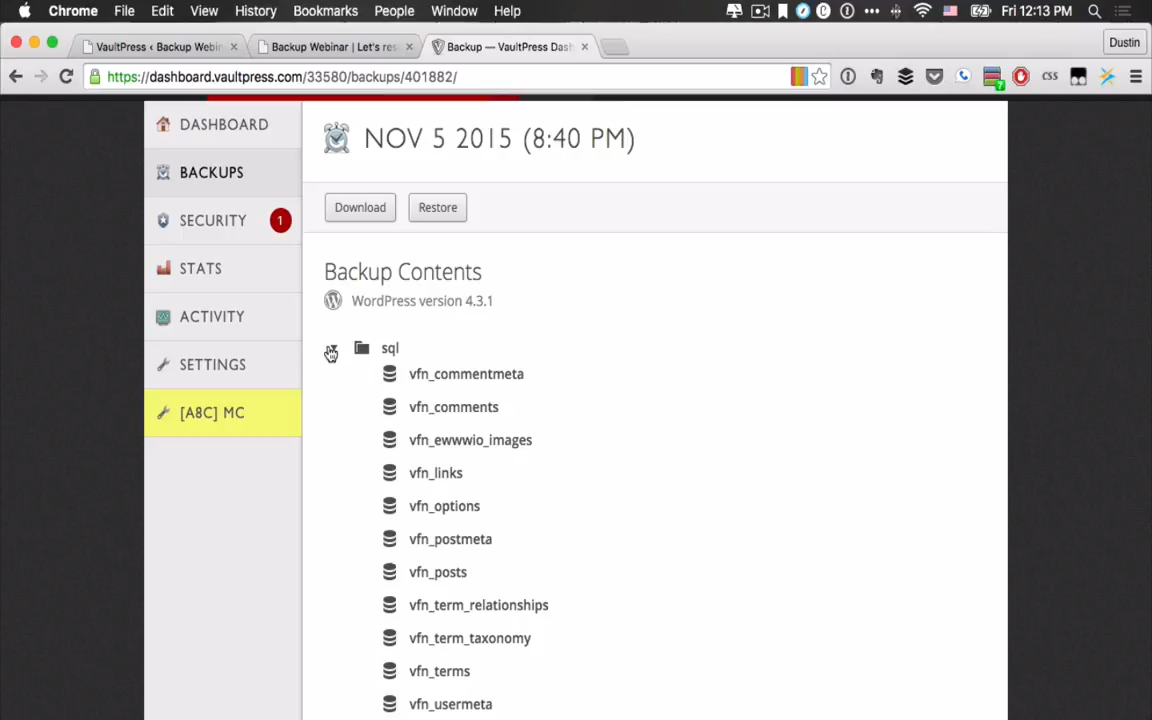 Chrome File Edit View History Bookmarks People Window Help Fri 12:13 PM
VaultPress ‹ Backup Webin
Backup Webinar | Let's re
Backup — VaultPress Dash
Dustin
https://dashboard.vaultpress.com/33580/backups/401882/
CSS
7
DASHBOARD
BACKUPS
SECURITY 1
STATS
ACTIVITY
SETTINGS
[A8C] MC
NOV 5 2015 (8:40 PM)
Download Restore
Backup Contents
WordPress version 4.3.1
sql
vfn_commentmeta
vfn_comments
vfn_ewwwio_images
vfn_links
vfn_options
vfn_postmeta
vfn_posts
vfn_term_relationships
vfn_term_taxonomy
vfn_terms
vfn_usermeta